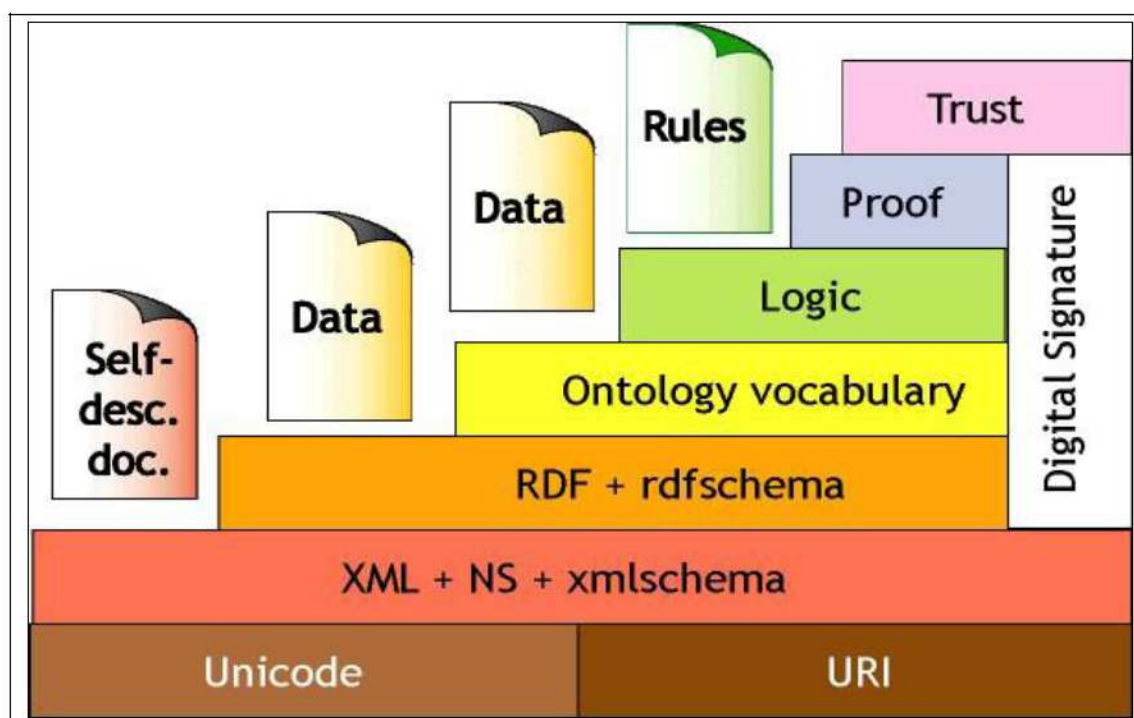 Rules
Trust
Data
Proof
Data
Logic
Self-
desc.
doc.
Ontology vocabulary
Digital Signature
RDF + rdfschema
XML + NS + xmlschema
Unicode
URI